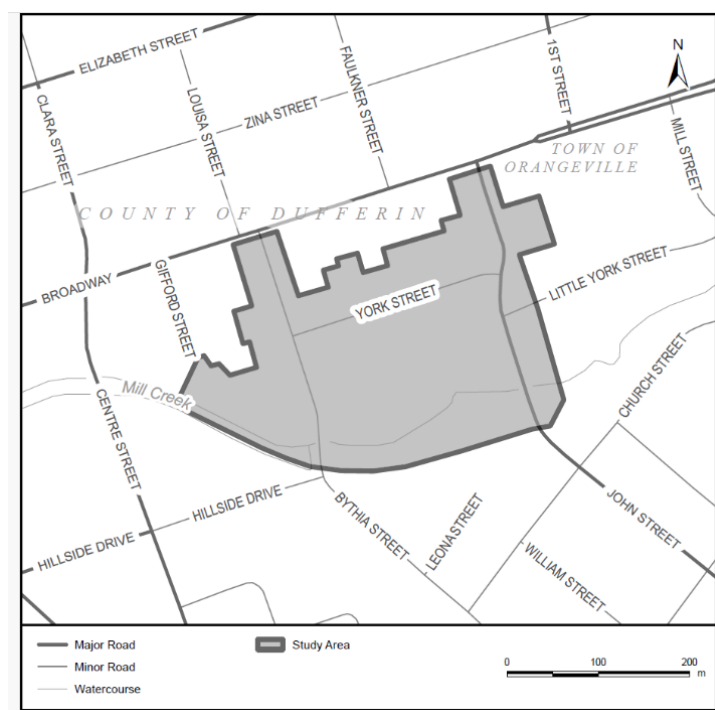 ELIZABETH STREET
FAULKNER STREET
1ST STREET
N
CLARA STREET
LOUISA STREET
ZINA STREET
MILL STREET
TOWN OF
ORANGEVILLE
COUNTY OF DUFFERIN
BROADWAY
GIFFORD STREET
YORK STREET
LITTLE YORK STREET
Mill Creek
CENTRE STREET
CHURCH STREET
HILLSIDE DRIVE
HILLSIDE DRIVE
BYTHIA STREET
LEONA STREET
JOHN STREET
WILLIAM STREET
Major Road
Minor Road
Watercourse
Study Area
0 100 200
m